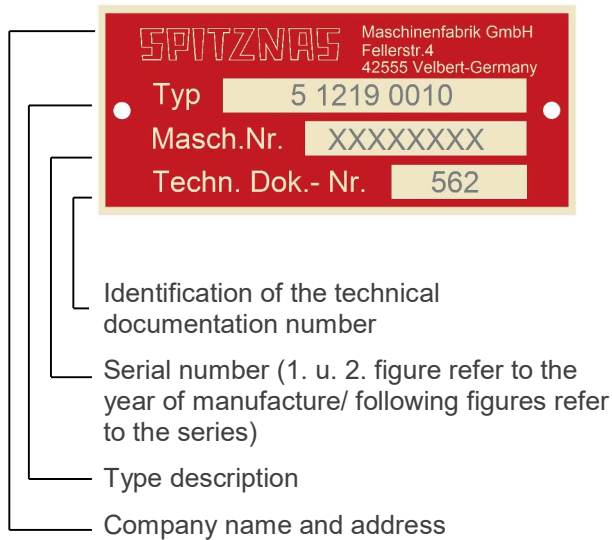 SPITZNAS
Maschinenfabrik GmbH
Fellerstr.4
42555 Velbert-Germany
Typ 5 1219 0010
Masch.Nr. XXXXXXXX
Techn. Dok.- Nr. 562
Identification of the technical
documentation number
Serial number (1. u. 2. figure refer to the
year of manufacture/ following figures refer
to the series)
Type description
Company name and address